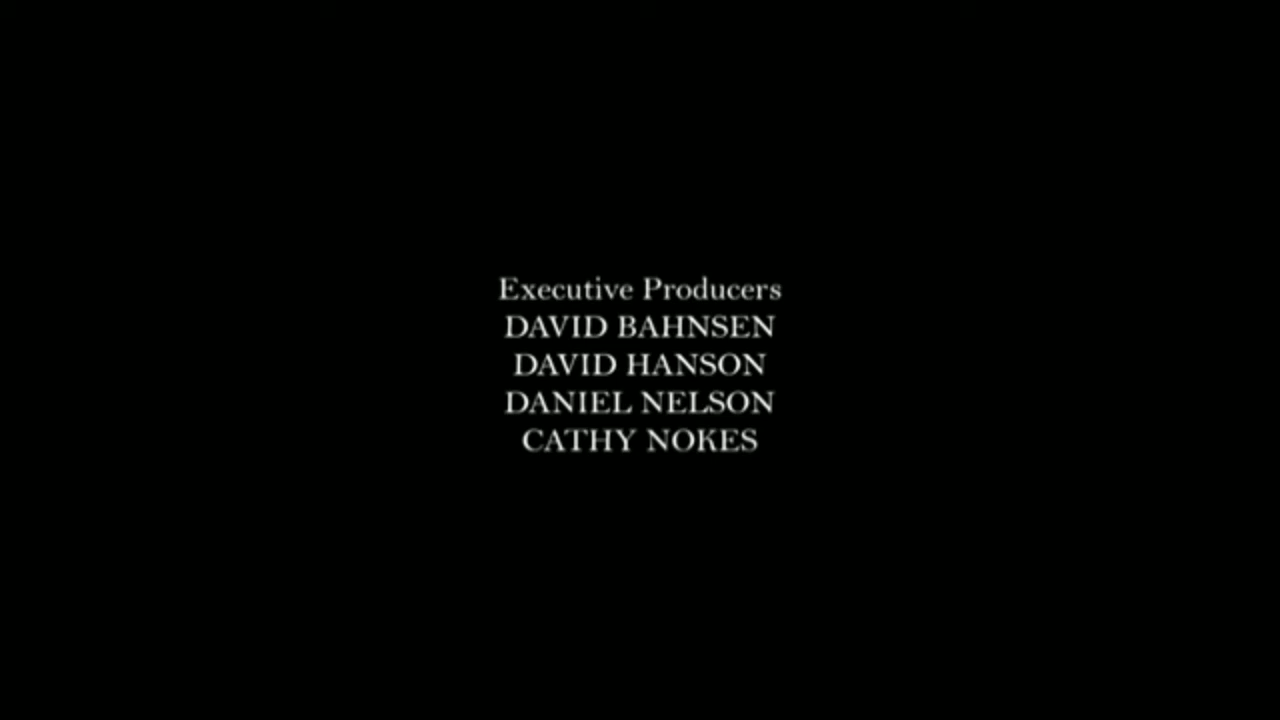 Executive Producers
DAVID BAHNSEN
DAVID HANSON
DANIEL NELSON
CATHY NOKES